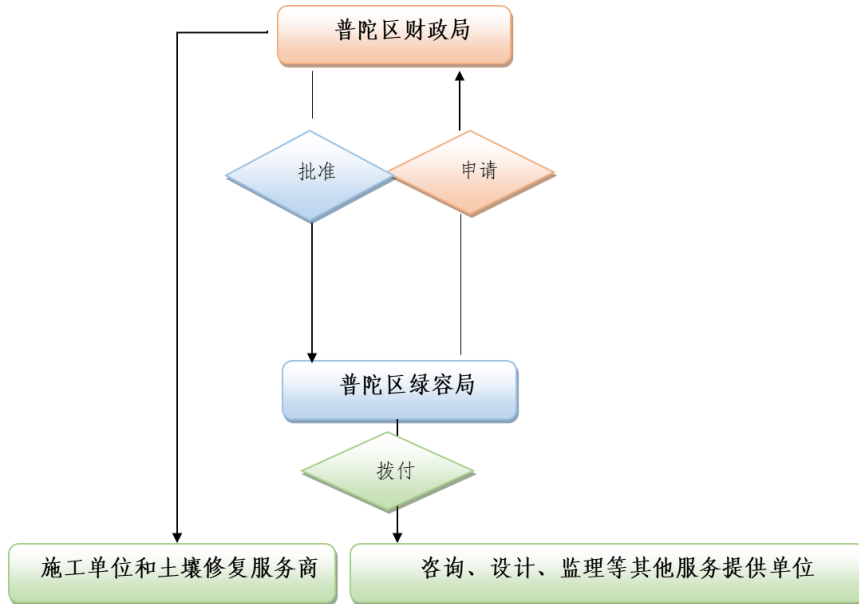 普陀区财政局
批准
申请
普陀区绿容局
拨付
施工单位和土壤修复服务商
咨询、设计、监理等其他服务提供单位